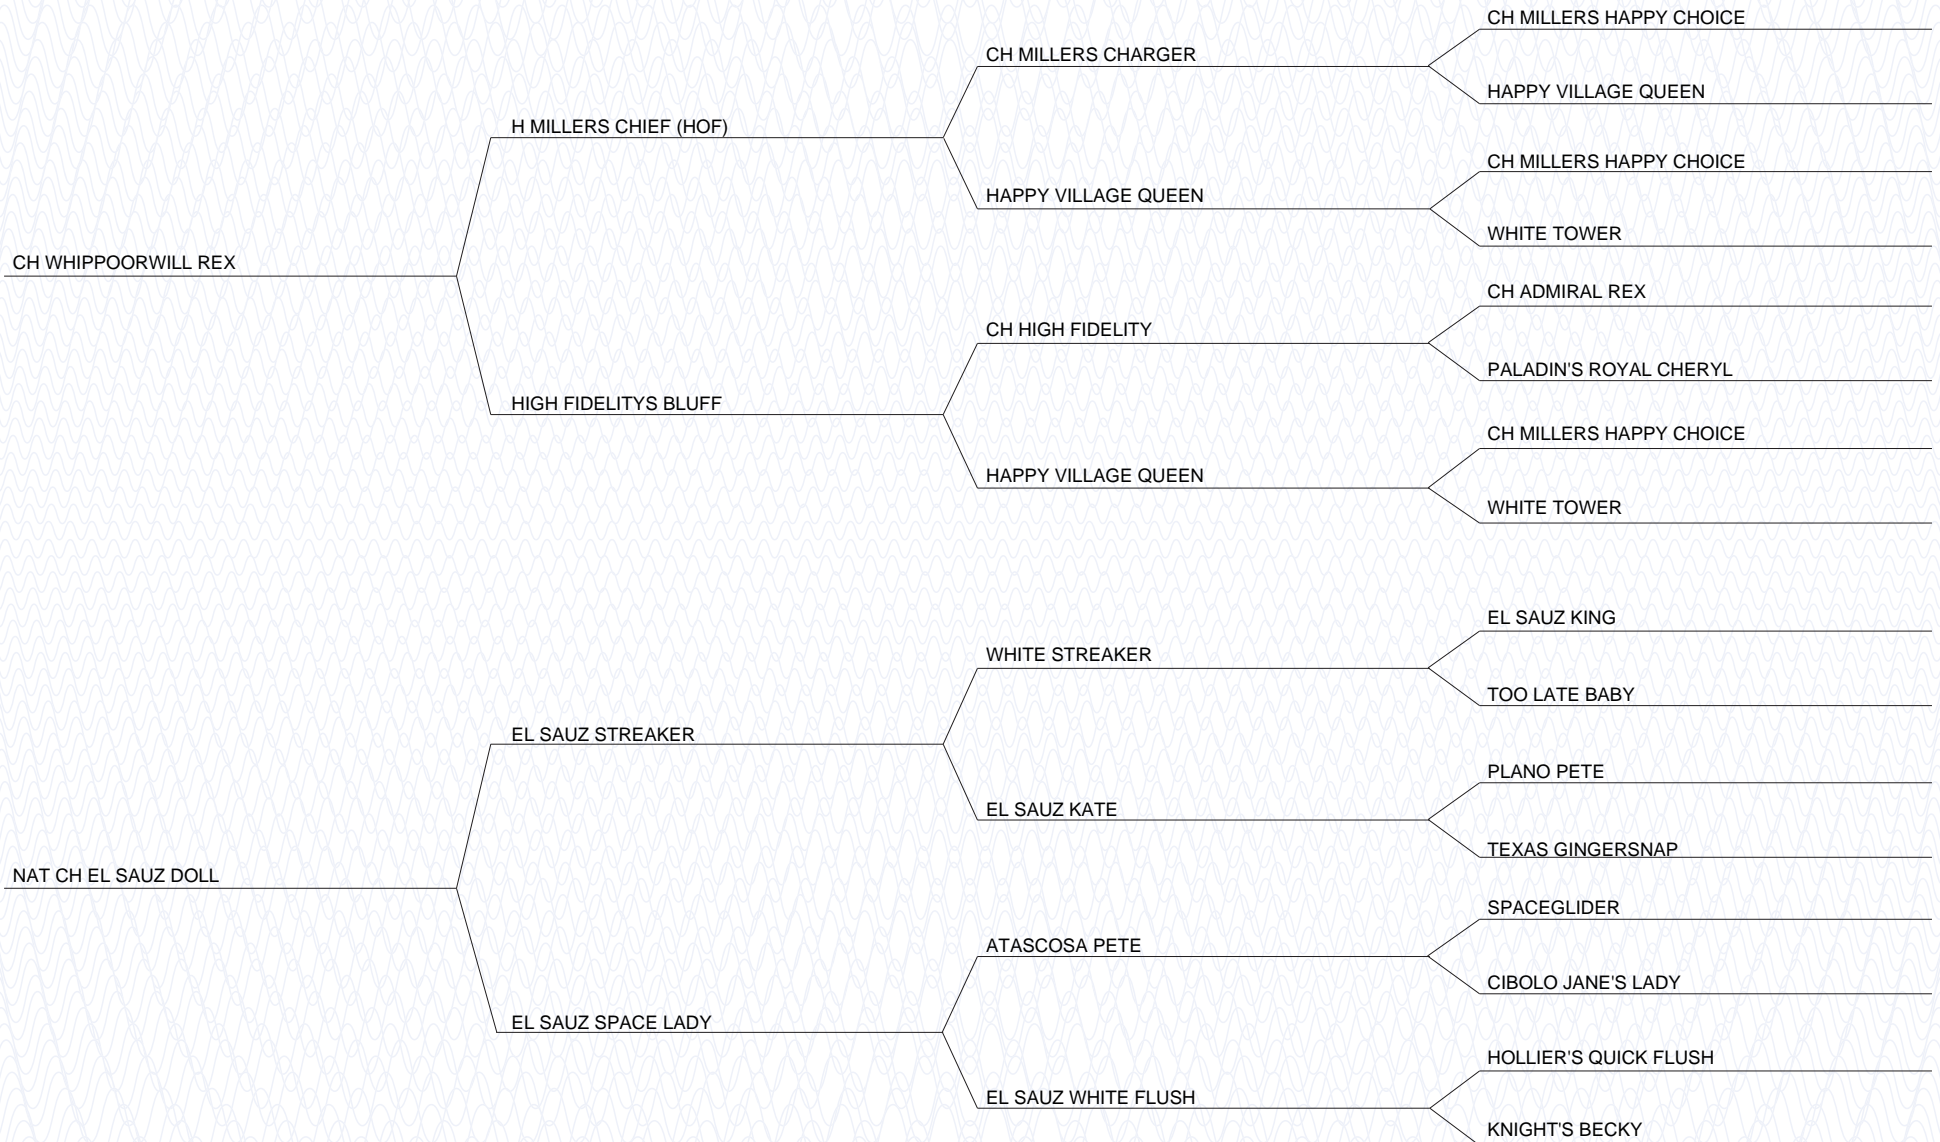 CH MILLERS HAPPY CHOICE
CH MILLERS CHARGER
HAPPY VILLAGE QUEEN
H MILLERS CHIEF (HOF)
CH MILLERS HAPPY CHOICE
HAPPY VILLAGE QUEEN
WHITE TOWER
CH WHIPPOORWILL REX
CH ADMIRAL REX
CH HIGH FIDELITY
PALADIN'S ROYAL CHERYL
HIGH FIDELITYS BLUFF
CH MILLERS HAPPY CHOICE
HAPPY VILLAGE QUEEN
WHITE TOWER
EL SAUZ KING
WHITE STREAKER
TOO LATE BABY
EL SAUZ STREAKER
PLANO PETE
EL SAUZ KATE
TEXAS GINGERSNAP
NAT CH EL SAUZ DOLL
SPACEGLIDER
ATASCOSA PETE
CIBOLO JANE'S LADY
EL SAUZ SPACE LADY
HOLLIER'S QUICK FLUSH
EL SAUZ WHITE FLUSH
KNIGHT'S BECKY